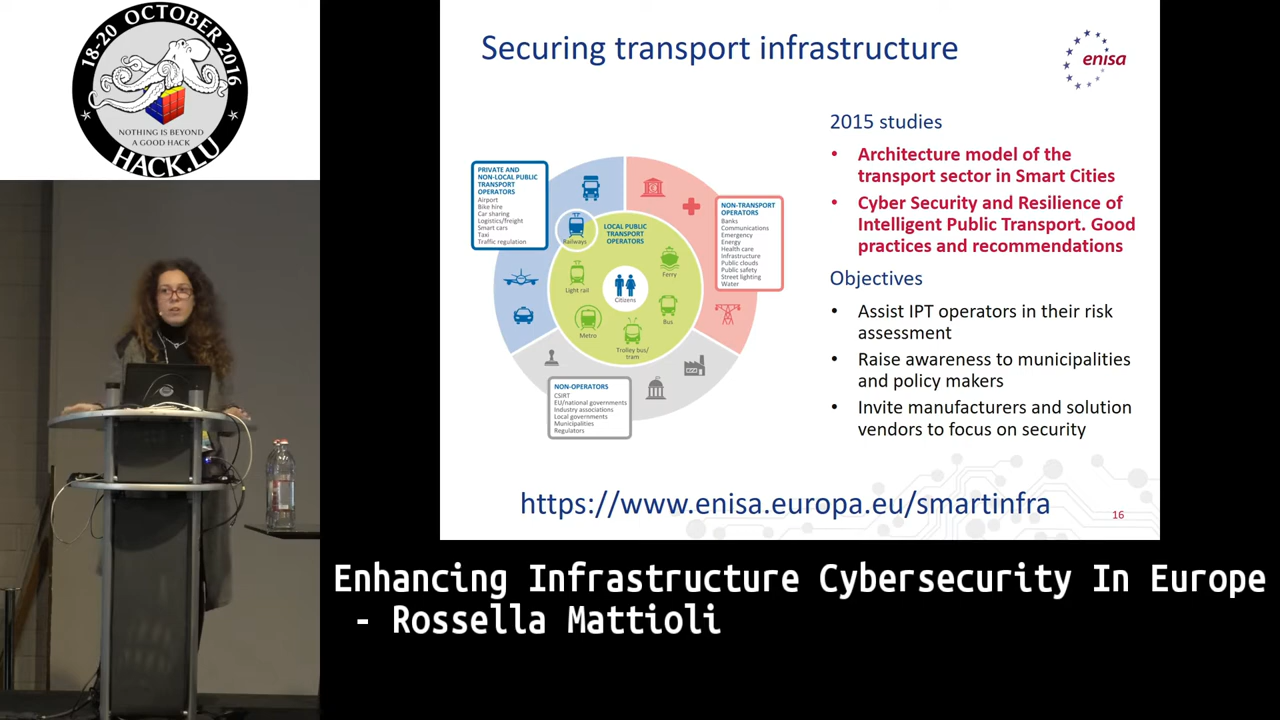 18-20 OCTOBER 2016
NOTHING IS BEYOND
A GOOD HACK
HACK.LU
Securing transport infrastructure
enisa
PRIVATE AND
NON-LOCAL PUBLIC
TRANSPORT
OPERATORS
Airport
Bike hire
Car sharing
Logistics/freight
Smart cars
Taxi
Traffic regulation
Railways
LOCAL PUBLIC
TRANSPORT
OPERATORS
Light rail
Ferry
Citizens
Metro
Bus
Trolley bus/
tram
NON-TRANSPORT
OPERATORS
Banks
Communications
Emergency
Energy
Health care
Infrastructure
Public clouds
Public safety
Street lighting
Water
NON-OPERATORS
CSIRT
EU/national governments
Industry associations
Local governments
Municipalities
Regulators
2015 studies
• Architecture model of the
transport sector in Smart Cities
• Cyber Security and Resilience of
Intelligent Public Transport. Good
practices and recommendations
Objectives
• Assist IPT operators in their risk
assessment
• Raise awareness to municipalities
and policy makers
• Invite manufacturers and solution
vendors to focus on security
https://www.enisa.europa.eu/smartinfra
16
Enhancing Infrastructure Cybersecurity In Europe
- Rossella Mattioli